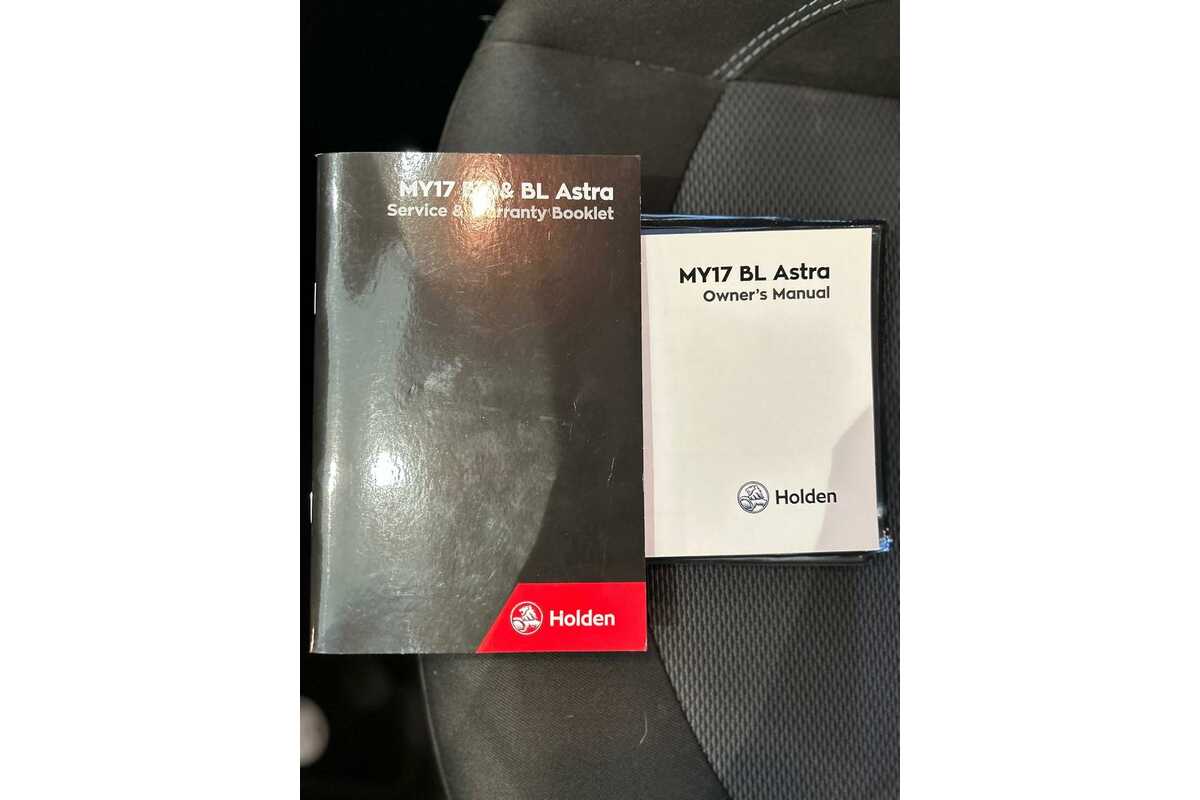 MY17 & BL Astra
Service & Warranty Booklet
Holden
MY17 BL Astra
Owner's Manual
Holden